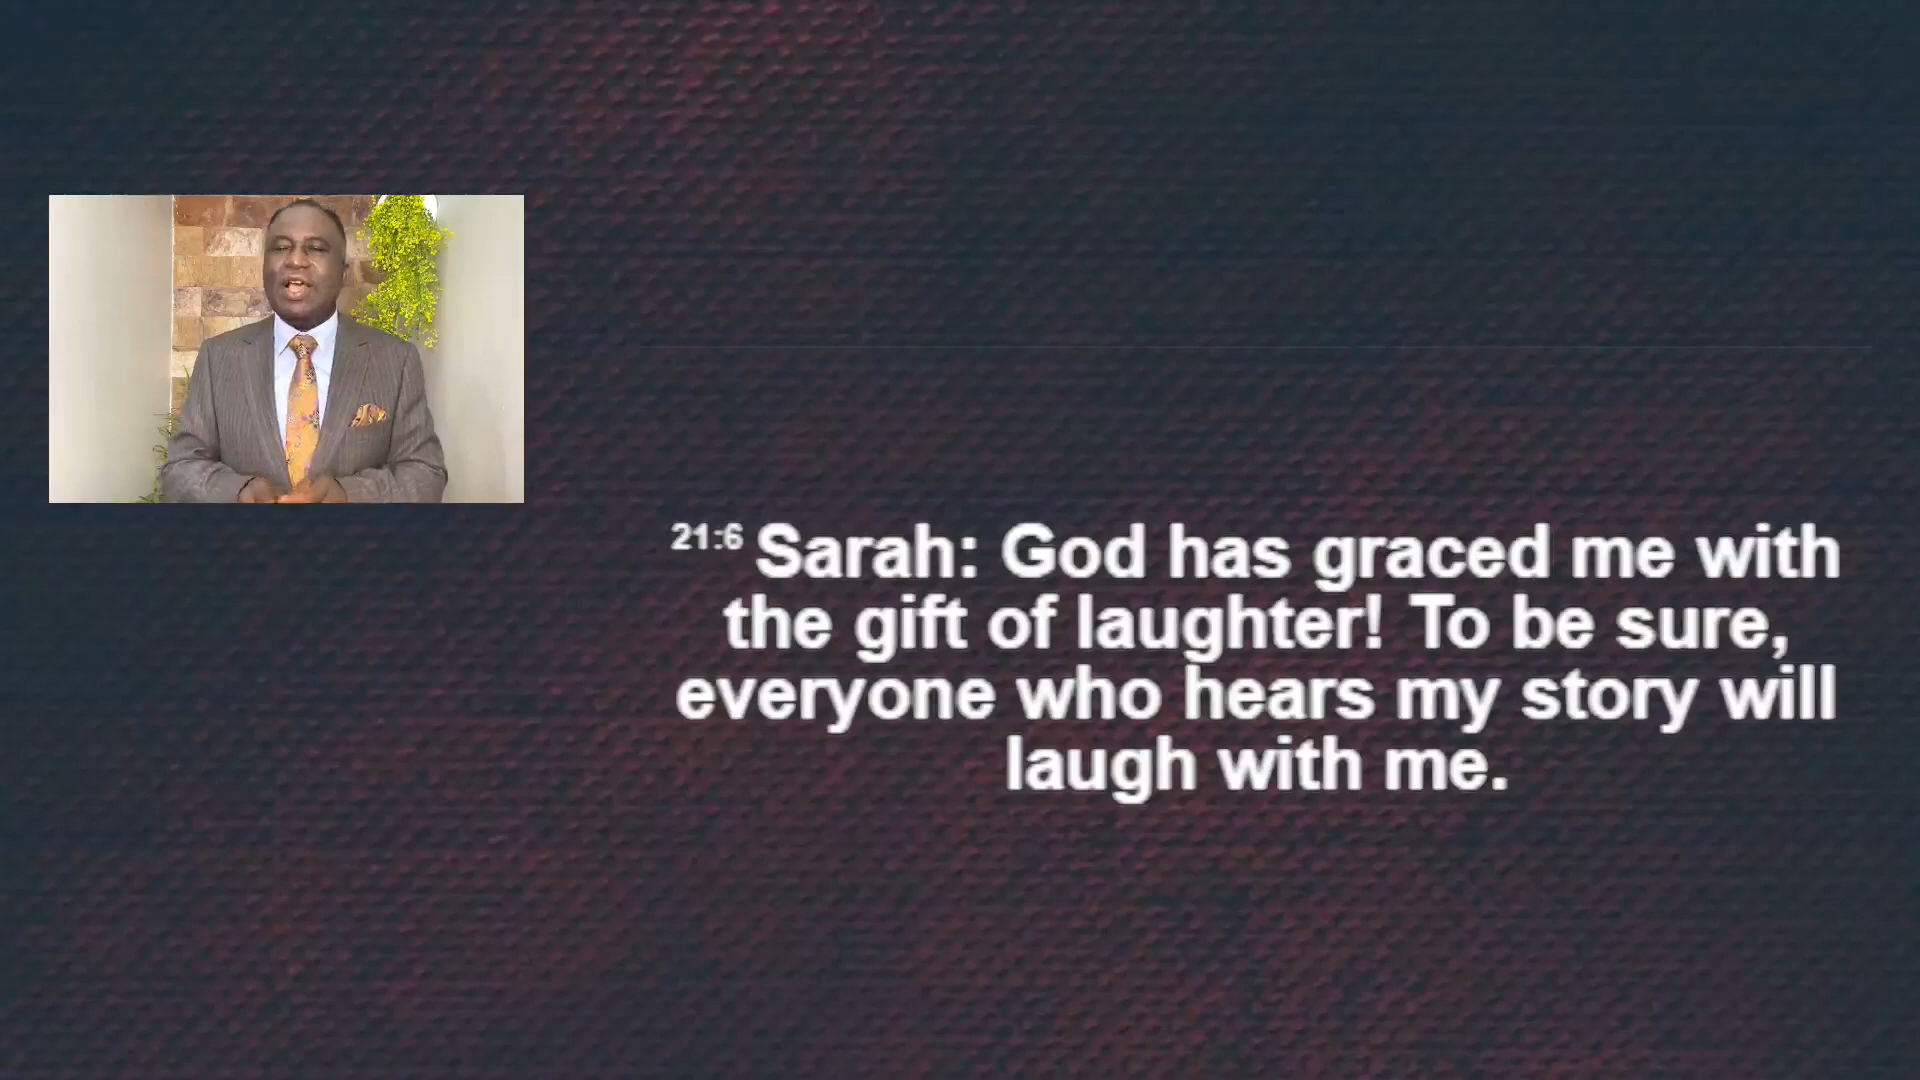 21:6 Sarah: God has graced me with
the gift of laughter! To be sure,
everyone who hears my story will
laugh with me.